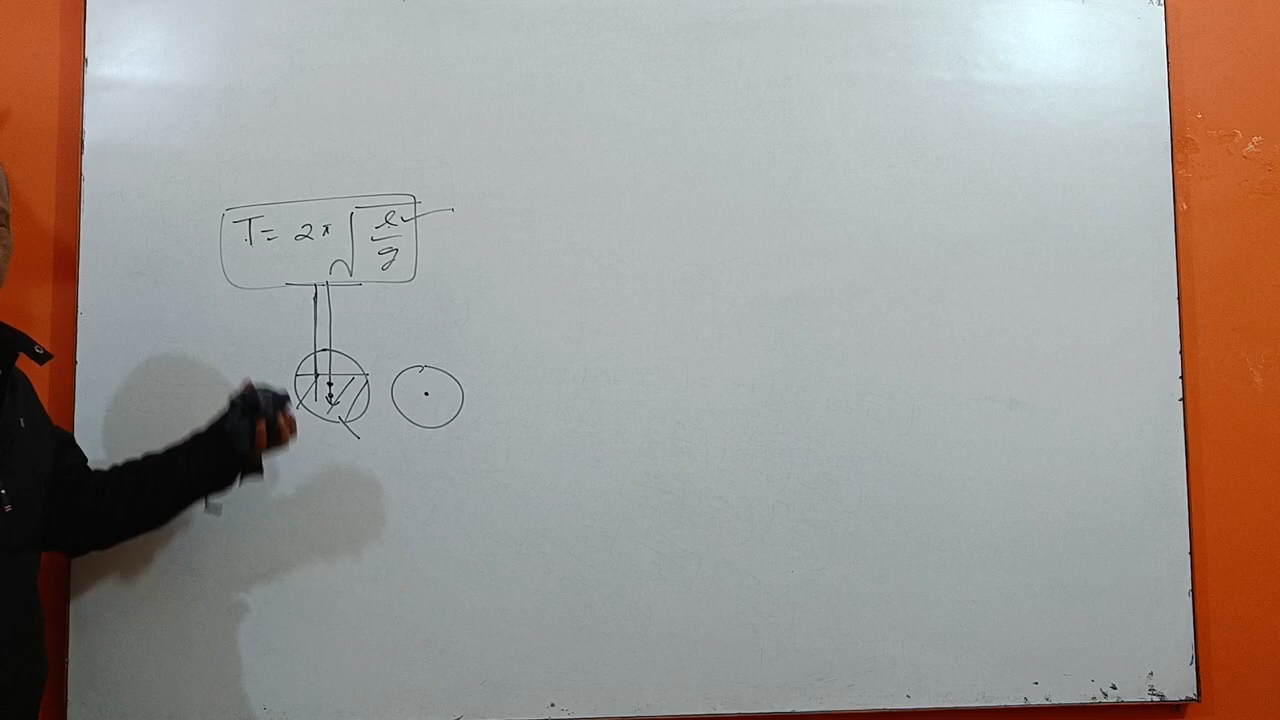 T = 2π √(l/g)